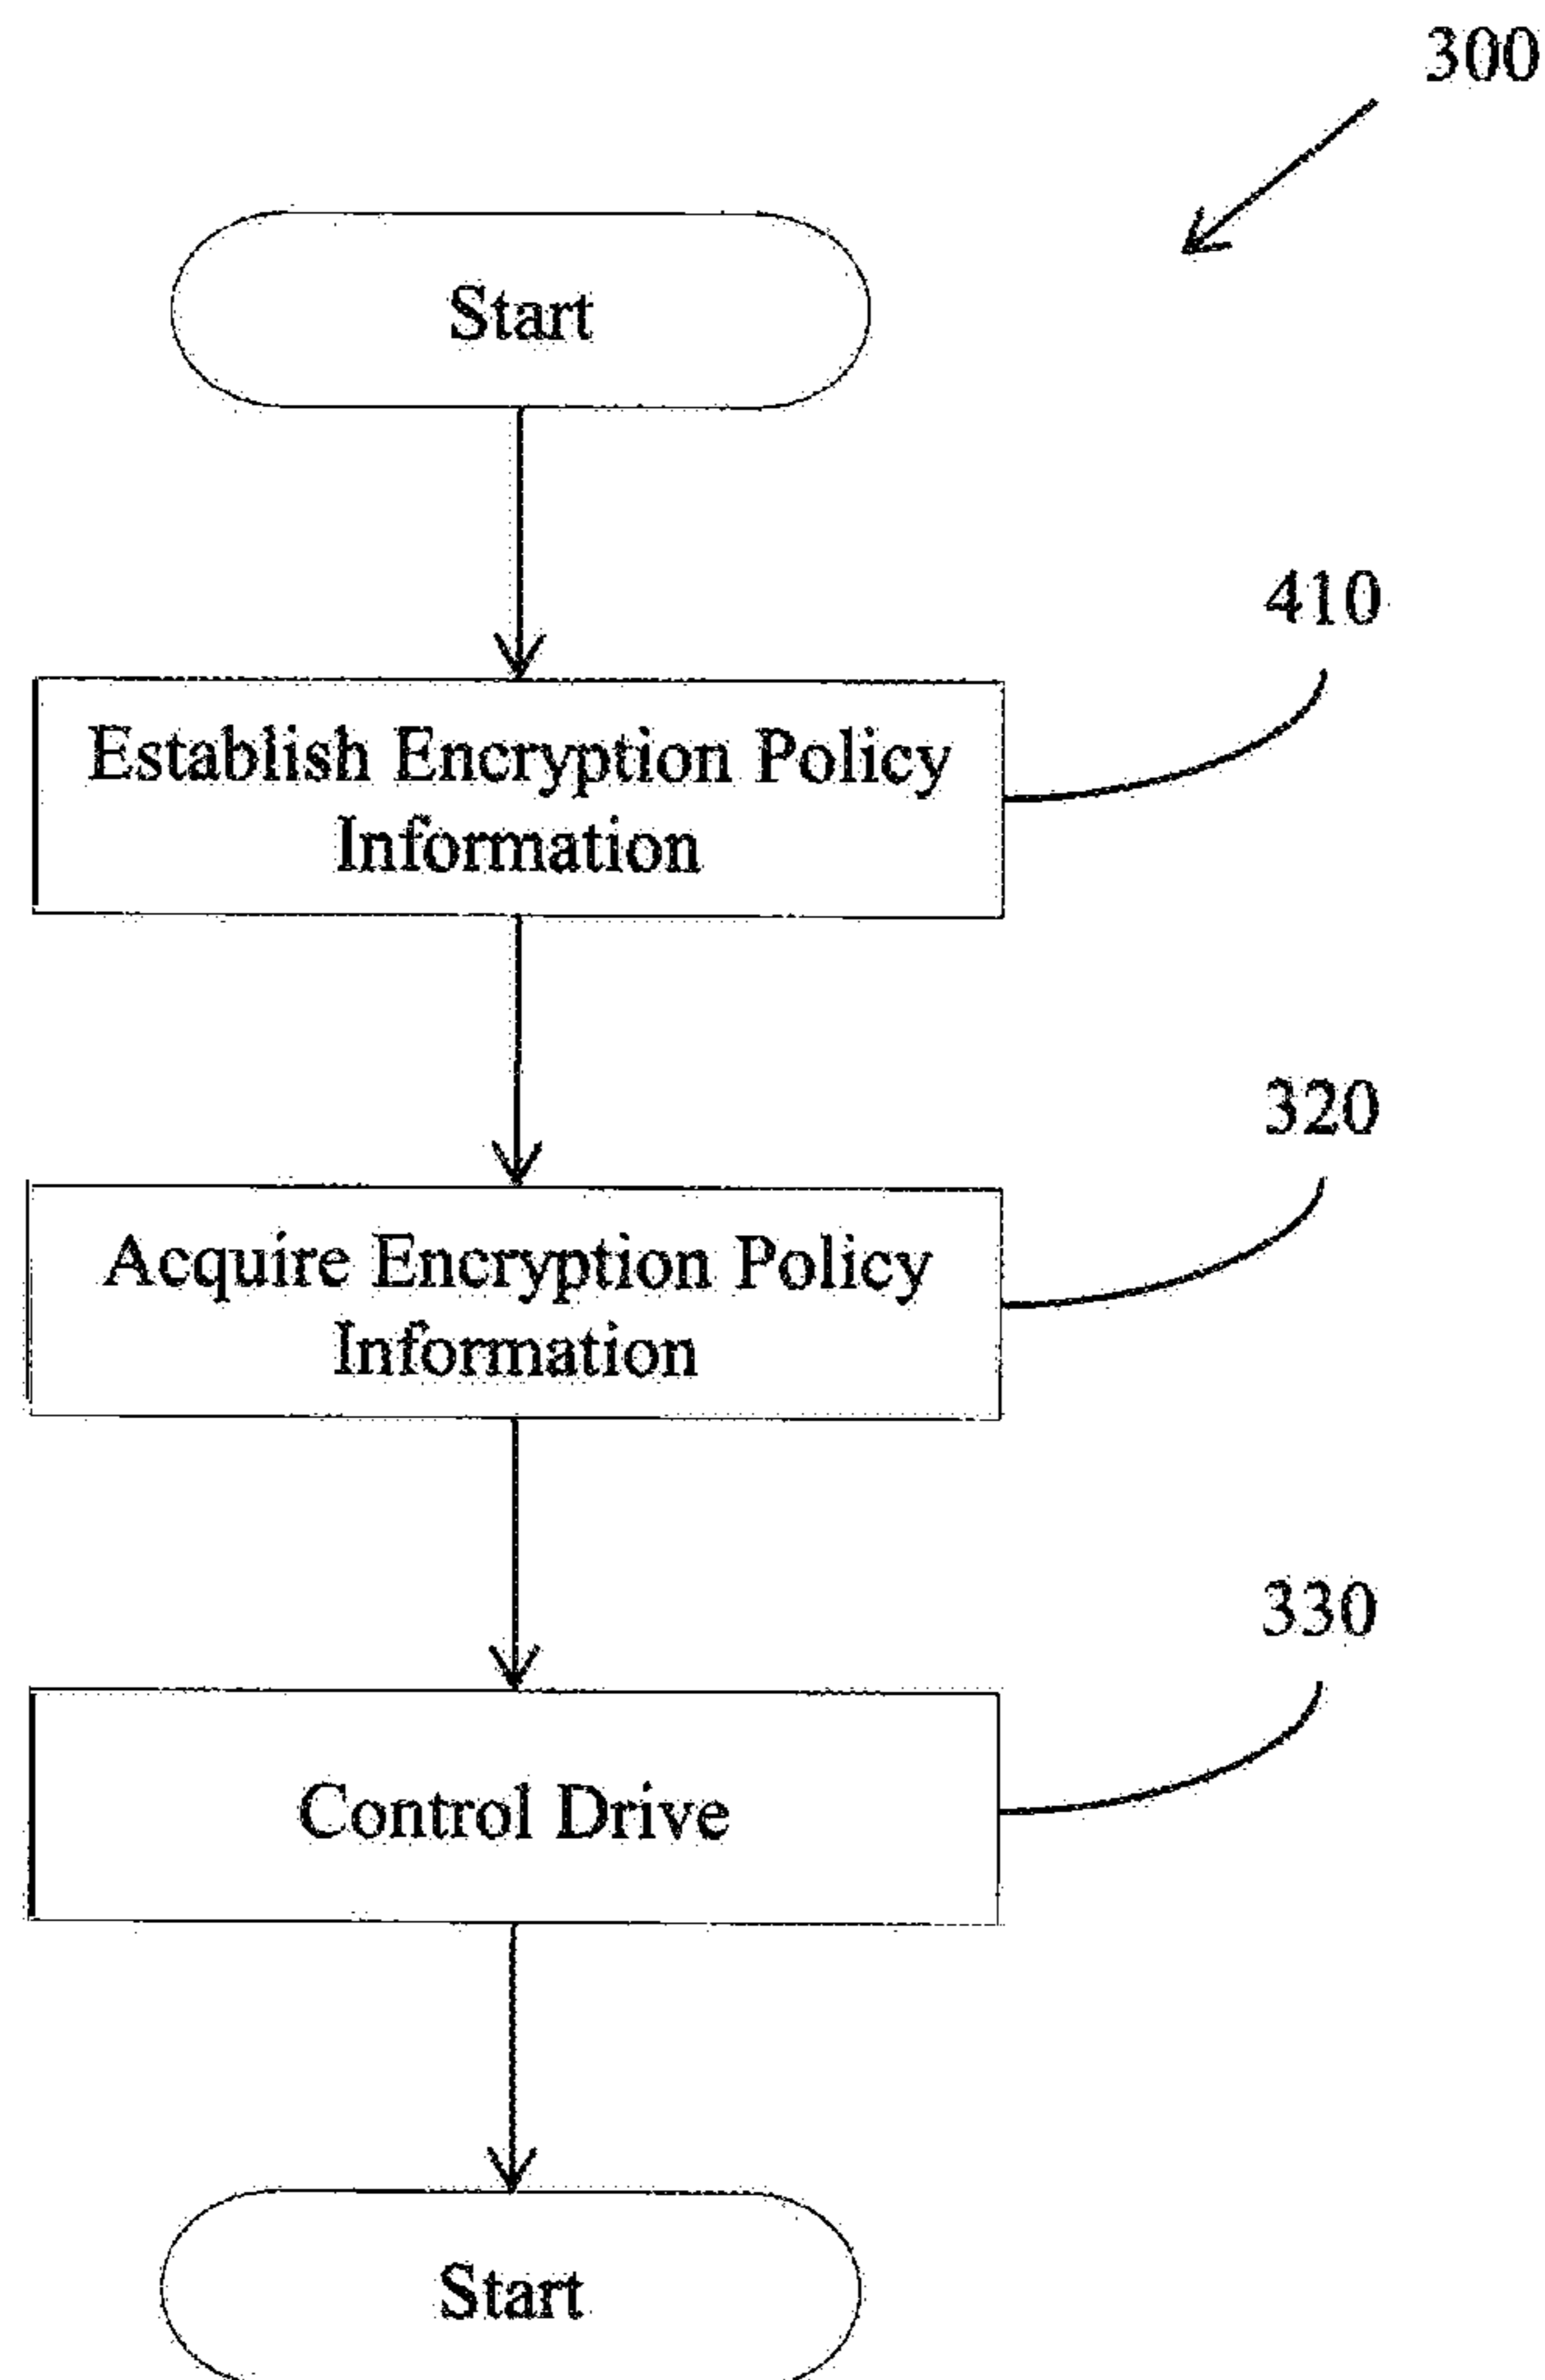 300
Start
410
Establish Encryption Policy
Information
320
Acquire Encryption Policy
Information
330
Control Drive
Start